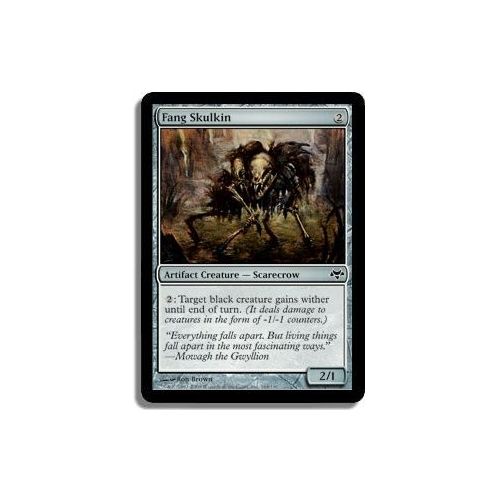 Fang Skulkin 2
Artifact Creature — Scarecrow
2: Target black creature gains wither
until end of turn. (It deals damage to
creatures in the form of -1/-1 counters.)
"Everything falls apart. But living things
fall apart in the most fascinating ways."
—Mowagh the Gwyllion
Ron Brown
2/1